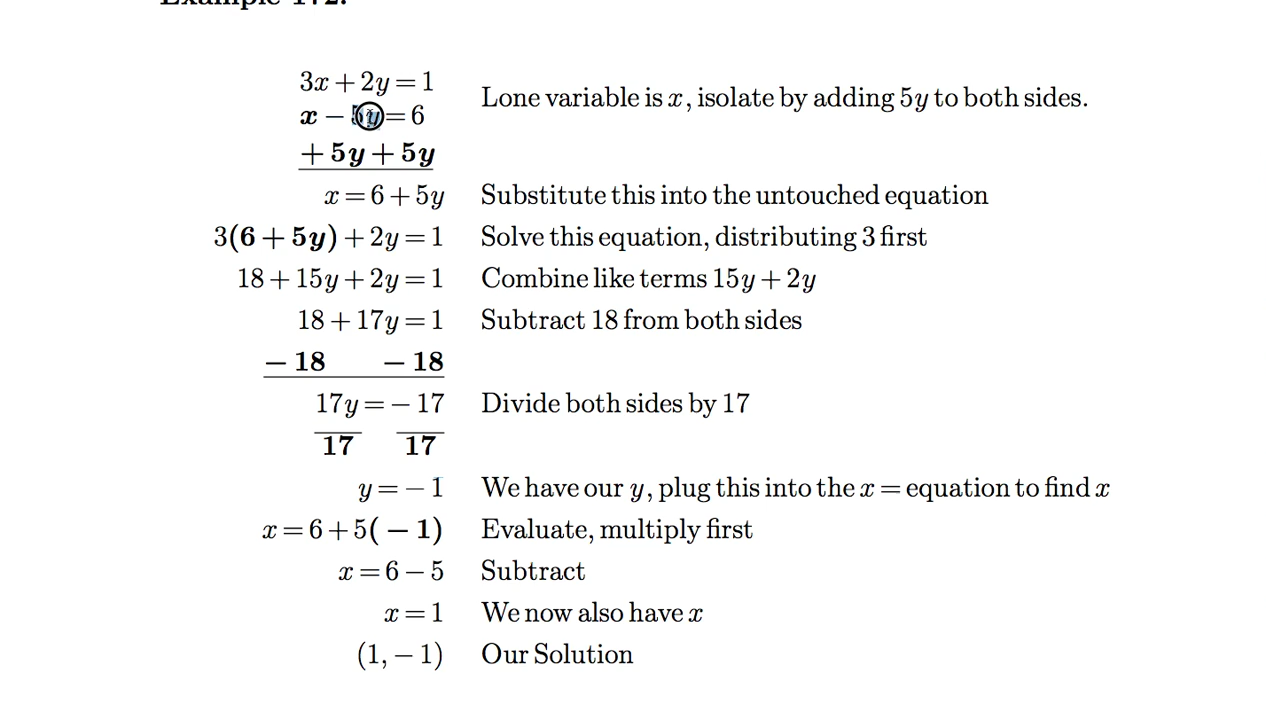 Example 172.
3x + 2y = 1
x − 5y = 6
Lone variable is x, isolate by adding 5y to both sides.
+ 5y + 5y
x = 6 + 5y Substitute this into the untouched equation
3(6 + 5y) + 2y = 1 Solve this equation, distributing 3 first
18 + 15y + 2y = 1 Combine like terms 15y + 2y
18 + 17y = 1 Subtract 18 from both sides
− 18 − 18
17y = − 17 Divide both sides by 17
17 17
y = − 1 We have our y, plug this into the x = equation to find x
x = 6 + 5( − 1) Evaluate, multiply first
x = 6 − 5 Subtract
x = 1 We now also have x
(1, − 1) Our Solution